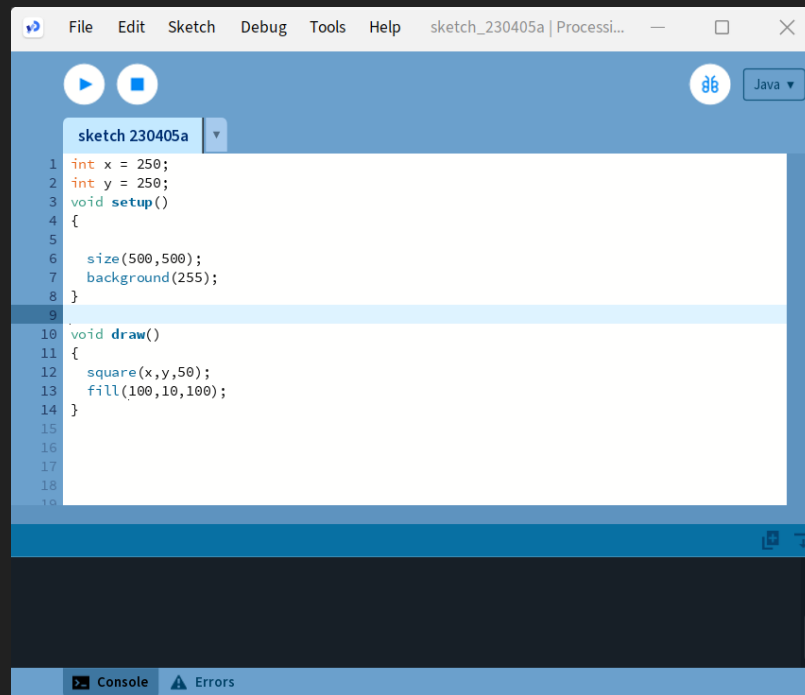 File Edit Sketch Debug Tools Help sketch_230405a | Processi...
Java ▾
sketch 230405a ▾
1 int x = 250;
2 int y = 250;
3 void setup()
4 {
5
6 size(500,500);
7 background(255);
8 }
9
10 void draw()
11 {
12 square(x,y,50);
13 fill(100,10,100);
14 }
15
16
17
18
19
Console Errors